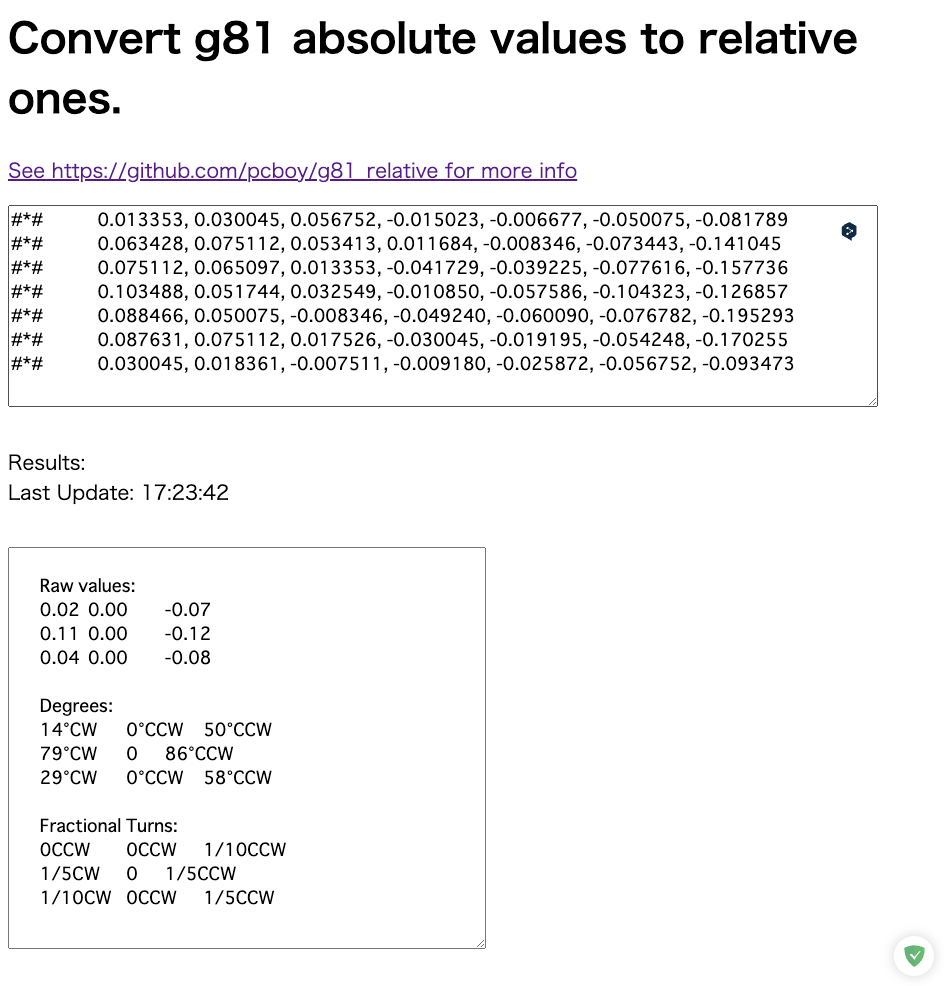 Convert g81 absolute values to relative
ones.
See https://github.com/pcboy/g81_relative for more info
#*# 0.013353, 0.030045, 0.056752, -0.015023, -0.006677, -0.050075, -0.081789
#*# 0.063428, 0.075112, 0.053413, 0.011684, -0.008346, -0.073443, -0.141045
#*# 0.075112, 0.065097, 0.013353, -0.041729, -0.039225, -0.077616, -0.157736
#*# 0.103488, 0.051744, 0.032549, -0.010850, -0.057586, -0.104323, -0.126857
#*# 0.088466, 0.050075, -0.008346, -0.049240, -0.060090, -0.076782, -0.195293
#*# 0.087631, 0.075112, 0.017526, -0.030045, -0.019195, -0.054248, -0.170255
#*# 0.030045, 0.018361, -0.007511, -0.009180, -0.025872, -0.056752, -0.093473
Results:
Last Update: 17:23:42
Raw values:
0.02 0.00 -0.07
0.11 0.00 -0.12
0.04 0.00 -0.08
Degrees:
14°CW 0°CCW 50°CCW
79°CW 0 86°CCW
29°CW 0°CCW 58°CCW
Fractional Turns:
0CCW 0CCW 1/10CCW
1/5CW 0 1/5CCW
1/10CW 0CCW 1/5CCW